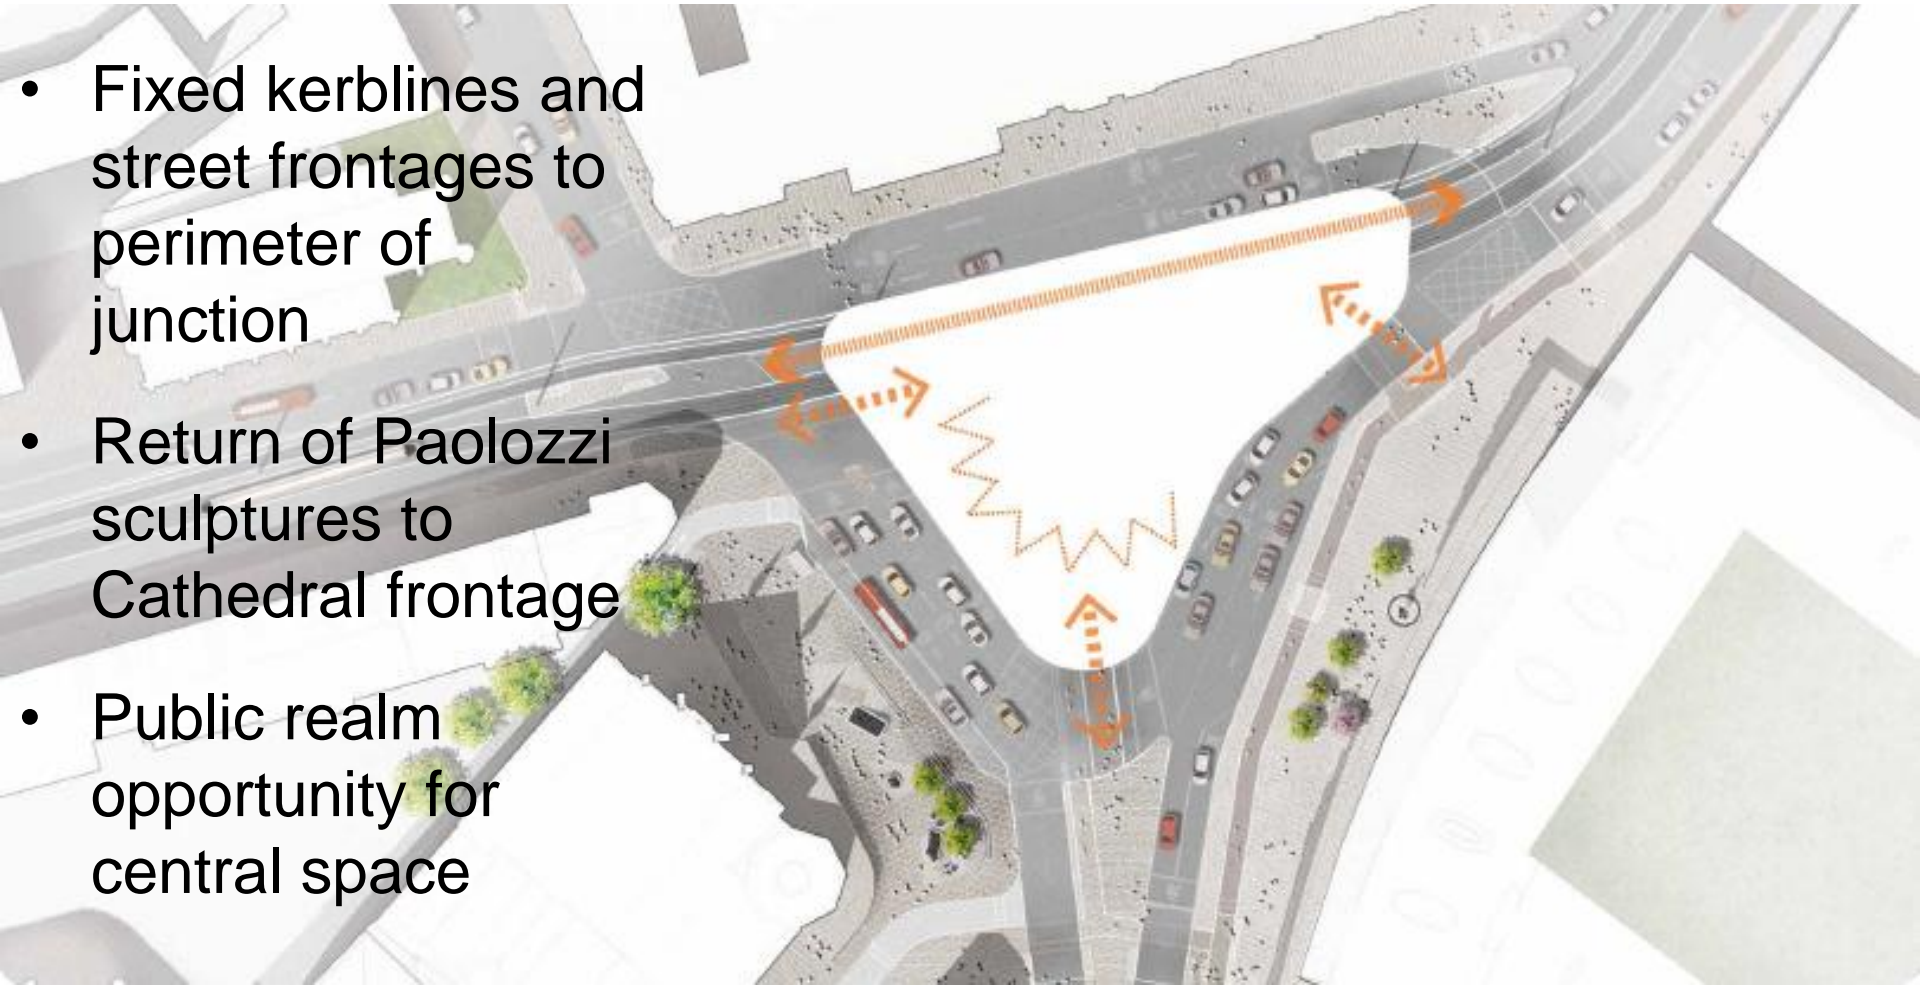 • Fixed kerblines and
street frontages to
perimeter of
junction
• Return of Paolozzi
sculptures to
Cathedral frontage
• Public realm
opportunity for
central space